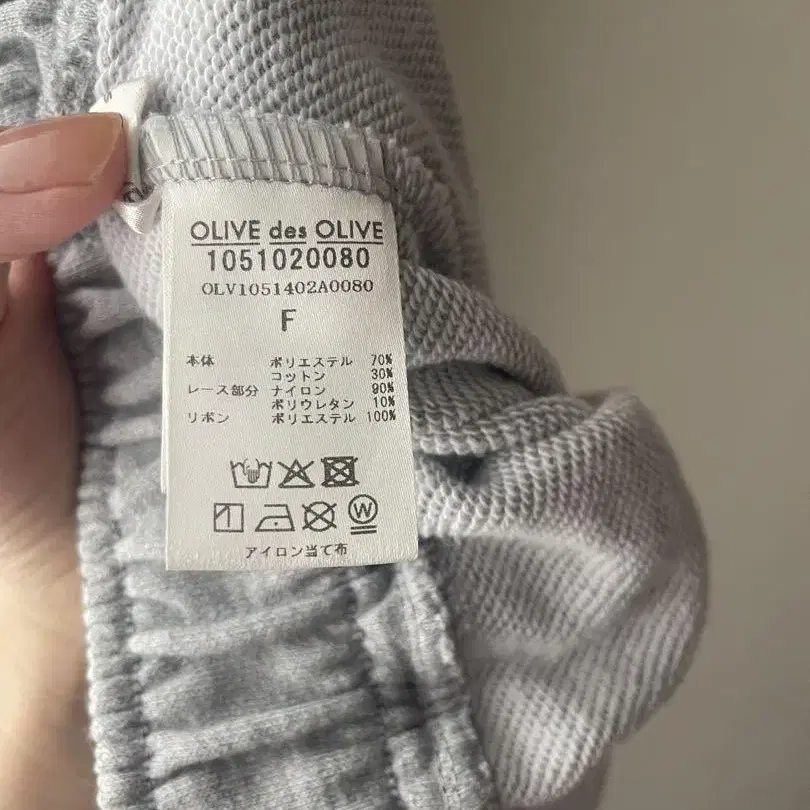 OLIVE des OLIVE
1051020080
OLV1051402A0080
F
本体 ポリエステル 70%
コットン 30%
レース部分 ナイロン 90%
ポリウレタン 10%
リボン ポリエステル 100%
W
アイロン当て布